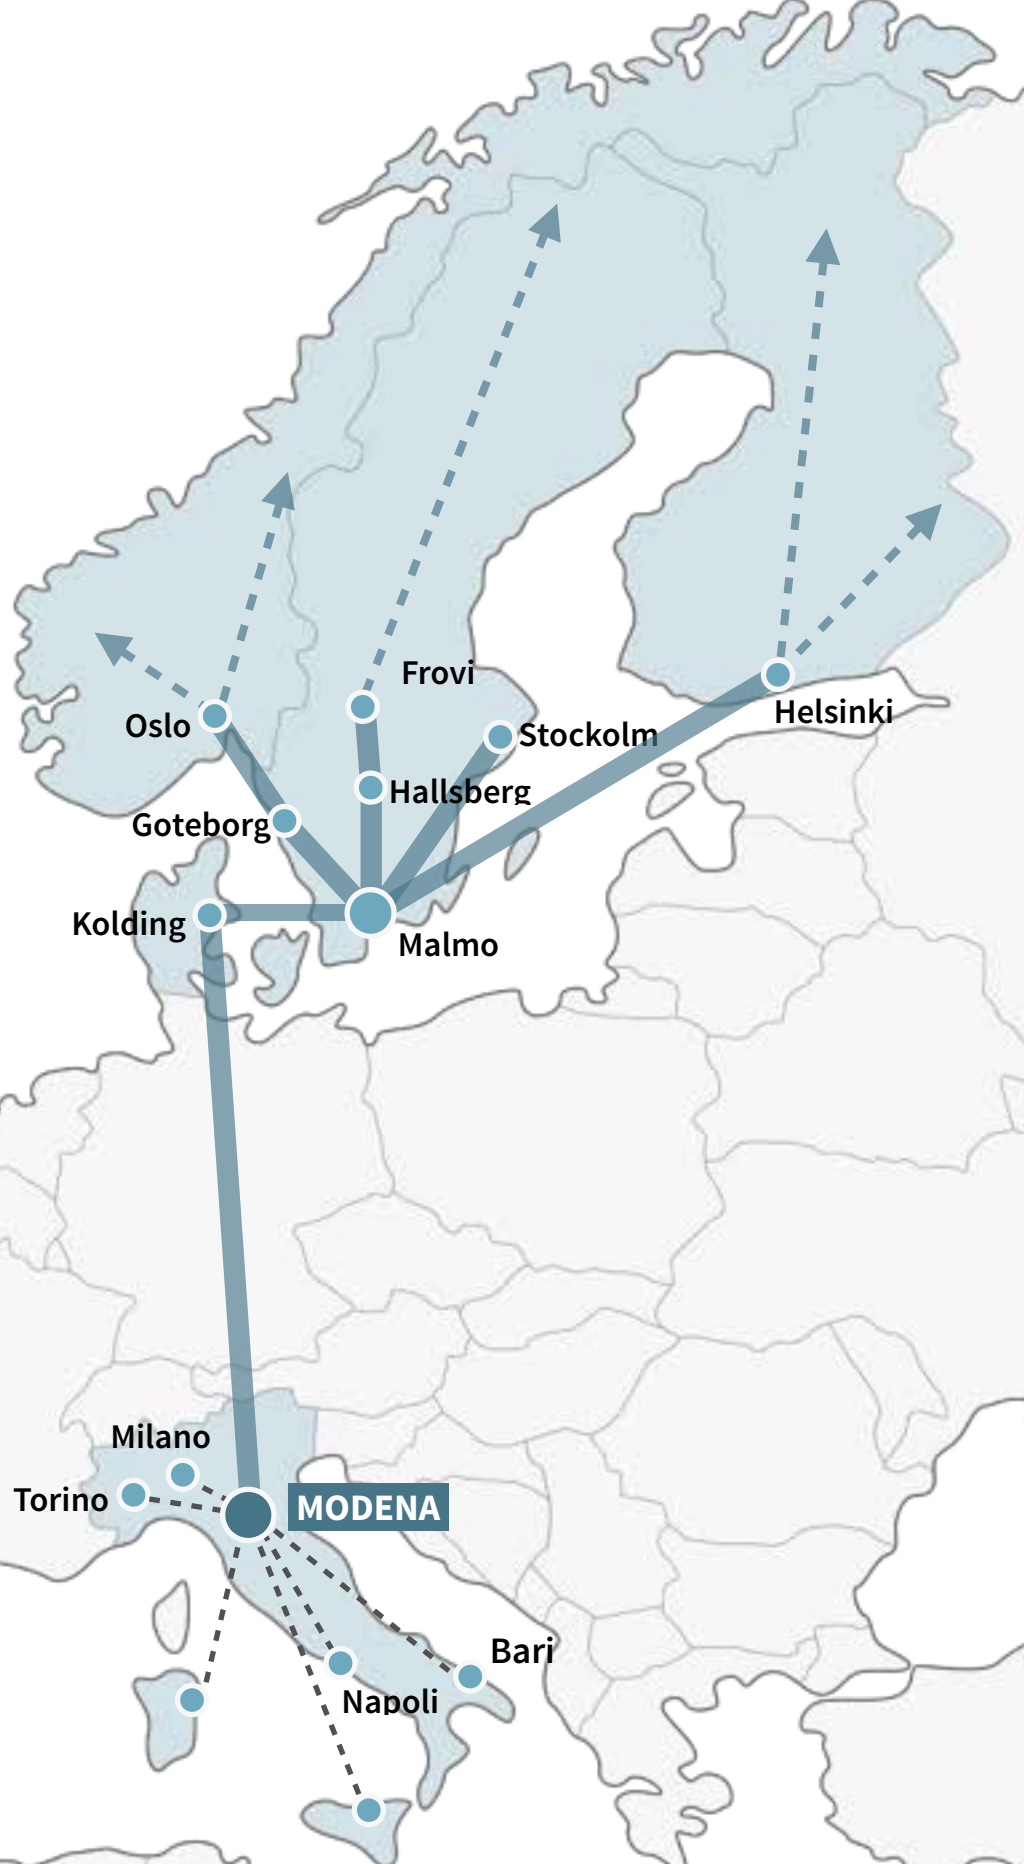 Frovi
Oslo
Stockolm
Helsinki
Hallsberg
Goteborg
Kolding
Malmo
Milano
Torino
MODENA
Bari
Napoli